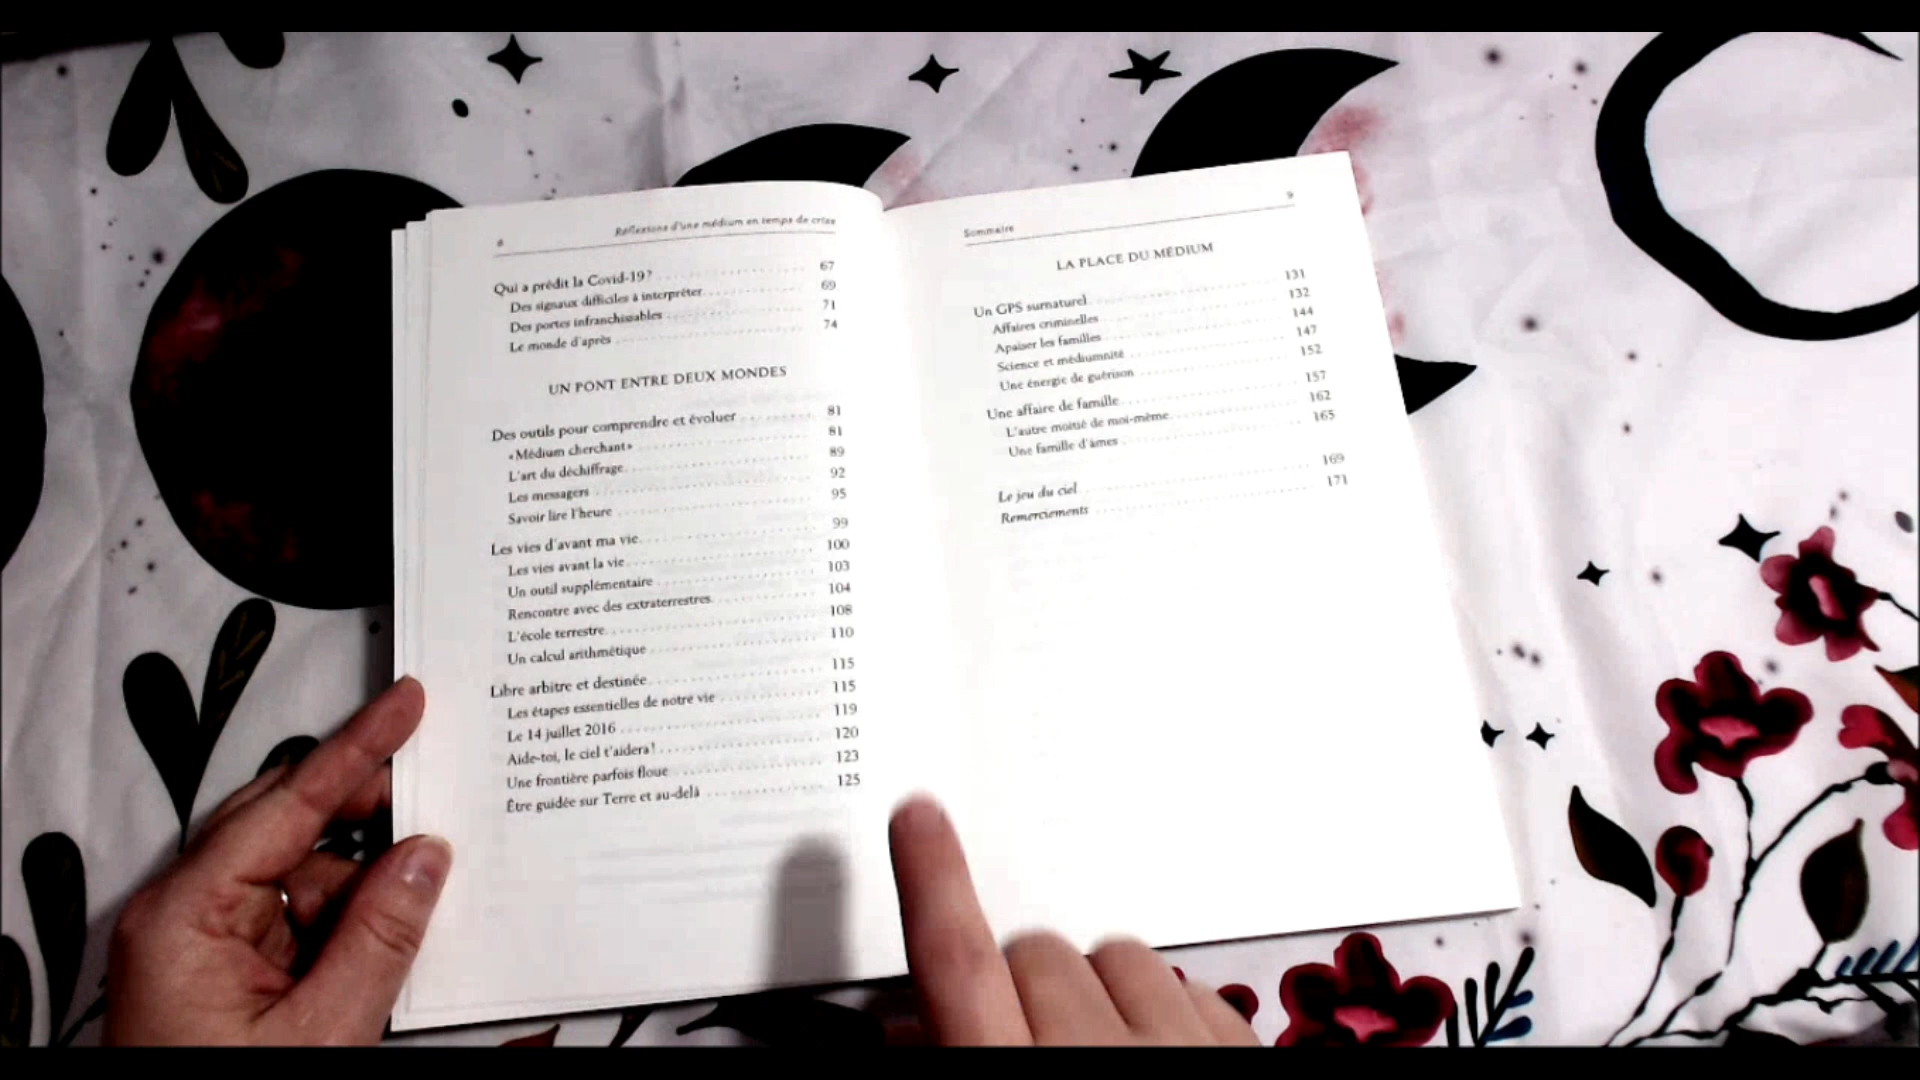 8 Réflexions d'une médium en temps de crise
Qui a prédit la Covid-19? 67
Des signaux difficiles à interpréter 69
Des portes infranchissables 71
Le monde d'après 74
UN PONT ENTRE DEUX MONDES
Des outils pour comprendre et évoluer 81
«Médium cherchant» 81
L'art du déchiffrage 89
Les messagers 92
Savoir lire l'heure 95
Les vies d'avant ma vie 99
Les vies avant la vie 100
Un outil supplémentaire 103
Rencontre avec des extraterrestres 104
L'école terrestre 108
Un calcul arithmétique 110
Libre arbitre et destinée 115
Les étapes essentielles de notre vie 115
Le 14 juillet 2016 119
Aide-toi, le ciel t'aidera! 120
Une frontière parfois floue 123
Être guidée sur Terre et au-delà 125
Sommaire 9
LA PLACE DU MÉDIUM
Un GPS surnaturel 131
Affaires criminelles 132
Apaiser les familles 144
Science et médiumnité 147
Une énergie de guérison 152
Une affaire de famille 157
L'autre moitié de moi-même 162
Une famille d'âmes 165
Le jeu du ciel 169
Remerciements 171